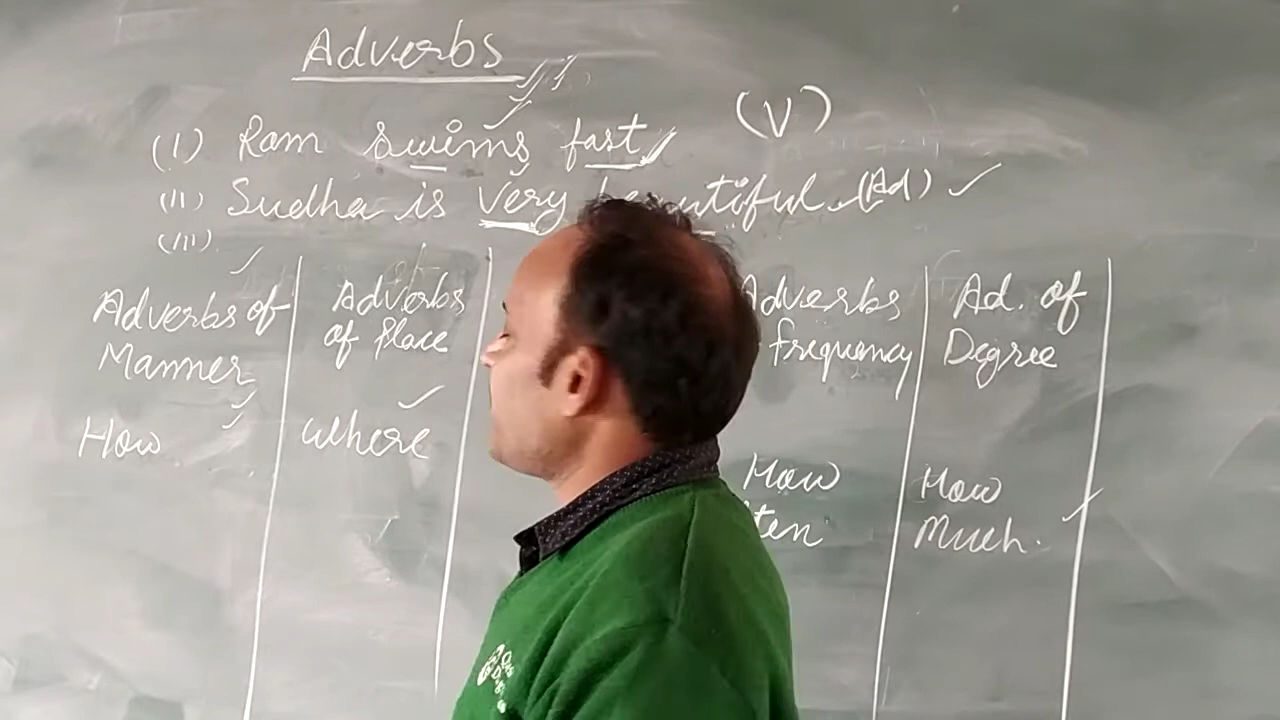 Adverbs
(I) Ram swims fast (V)
(II) Sudha is very beautiful. (Ad)
(III)
Adverbs of
Manner
How
Adverbs
of place
Where
Adverbs
frequency
How
Ad. of
Degree
How
Much.